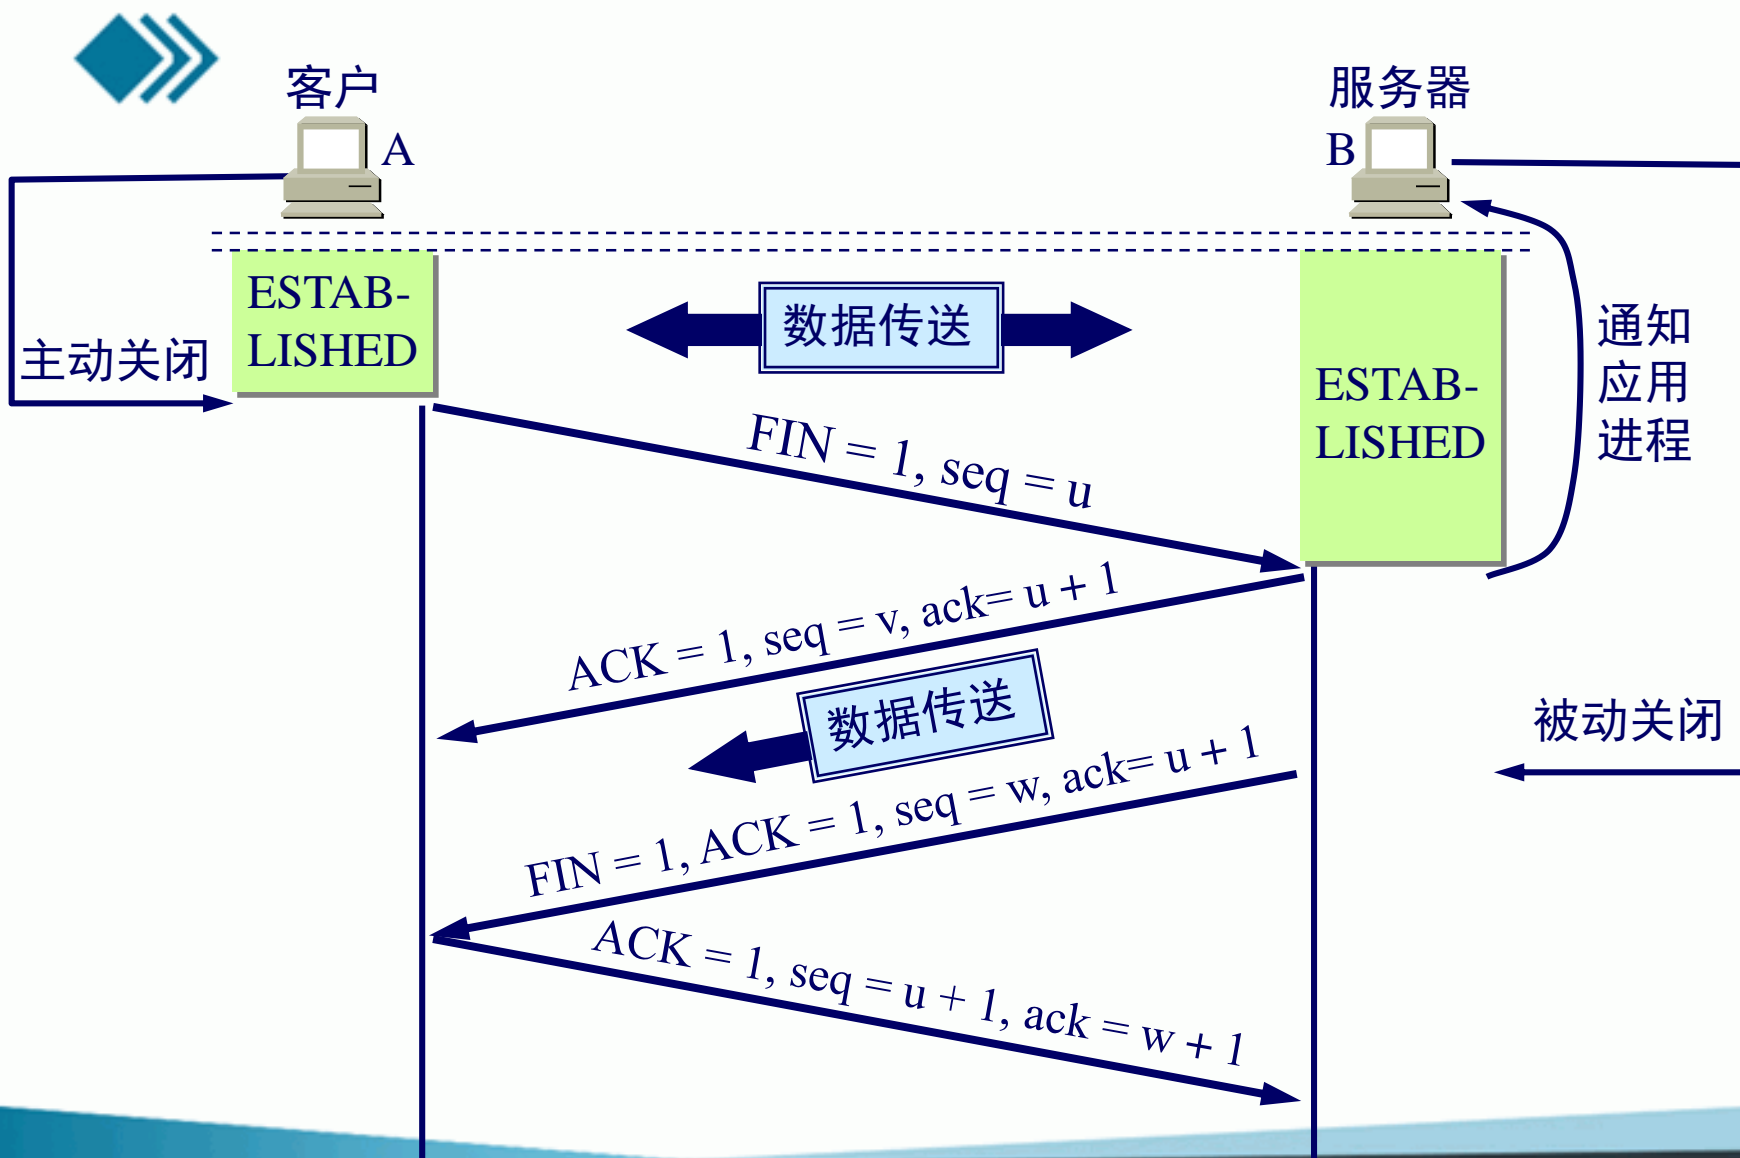 客户
服务器
A
B
ESTAB-
LISHED
数据传送
通知
应用
进程
主动关闭
ESTAB-
LISHED
FIN = 1, seq = u
ACK = 1, seq = v, ack= u + 1
数据传送
被动关闭
FIN = 1, ACK = 1, seq = w, ack= u + 1
ACK = 1, seq = u + 1, ack = w + 1